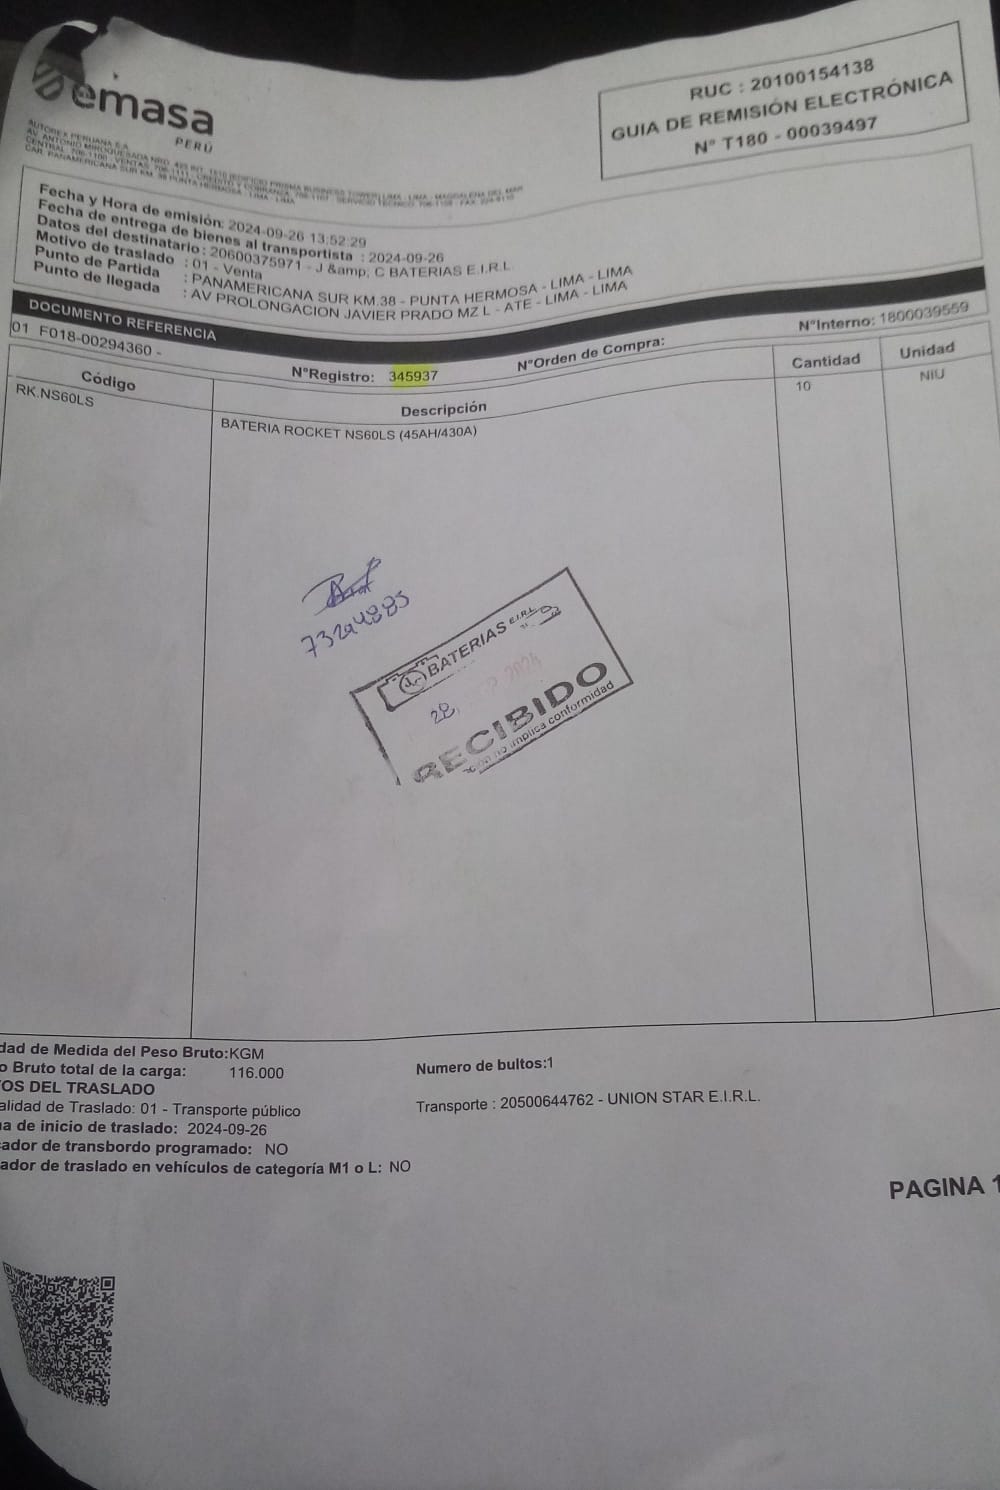 emasa
PERÚ
RUC : 20100154138
GUIA DE REMISIÓN ELECTRÓNICA
N° T180 - 00039497
AUTOREX PERUANA S.A.
Fecha y Hora de emisión: 2024-09-26 13:52:29
Fecha de entrega de bienes al transportista : 2024-09-26
Datos del destinatario : 20600375971 - J &amp; C BATERIAS E.I.R.L
Motivo de traslado : 01 - Venta
Punto de Partida : PANAMERICANA SUR KM.38 - PUNTA HERMOSA - LIMA - LIMA
Punto de llegada : AV PROLONGACION JAVIER PRADO MZ L - ATE - LIMA - LIMA
DOCUMENTO REFERENCIA
01 F018-00294360 -
N°Registro: 345937
N°Orden de Compra:
N°Interno: 1800039559
Código Descripción Cantidad Unidad
RK.NS60LS BATERIA ROCKET NS60LS (45AH/430A) 10 NIU
BATERIAS E.I.R.L
2024
RECIBIDO
no implica conformidad
dad de Medida del Peso Bruto:KGM
o Bruto total de la carga: 116.000
Numero de bultos:1
OS DEL TRASLADO
alidad de Traslado: 01 - Transporte público
Transporte : 20500644762 - UNION STAR E.I.R.L.
a de inicio de traslado: 2024-09-26
ador de transbordo programado: NO
ador de traslado en vehículos de categoría M1 o L: NO
PAGINA 1